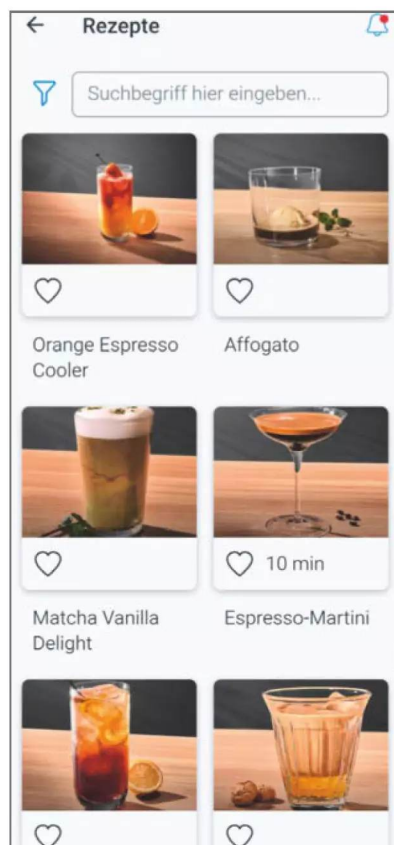 Rezepte
Suchbegriff hier eingeben...
Orange Espresso
Cooler
Affogato
10 min
Matcha Vanilla
Delight
Espresso-Martini